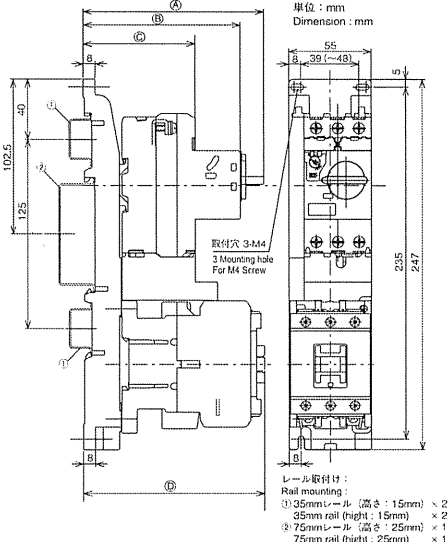 単位：mm
Dimension : mm
Ⓐ
Ⓑ
Ⓒ
8
55
8
39 (～48)
5
40
①
102.5
②
125
取付穴 3-M4
3 Mounting hole
For M4 Screw
235
247
①
8
8
Ⓓ
レール取付け：
Rail mounting :
①35mmレール（高さ：15mm）×2
35mm rail (hight : 15mm) ×2
②75mmレール（高さ：25mm）×1
75mm rail (hight : 25mm) ×1